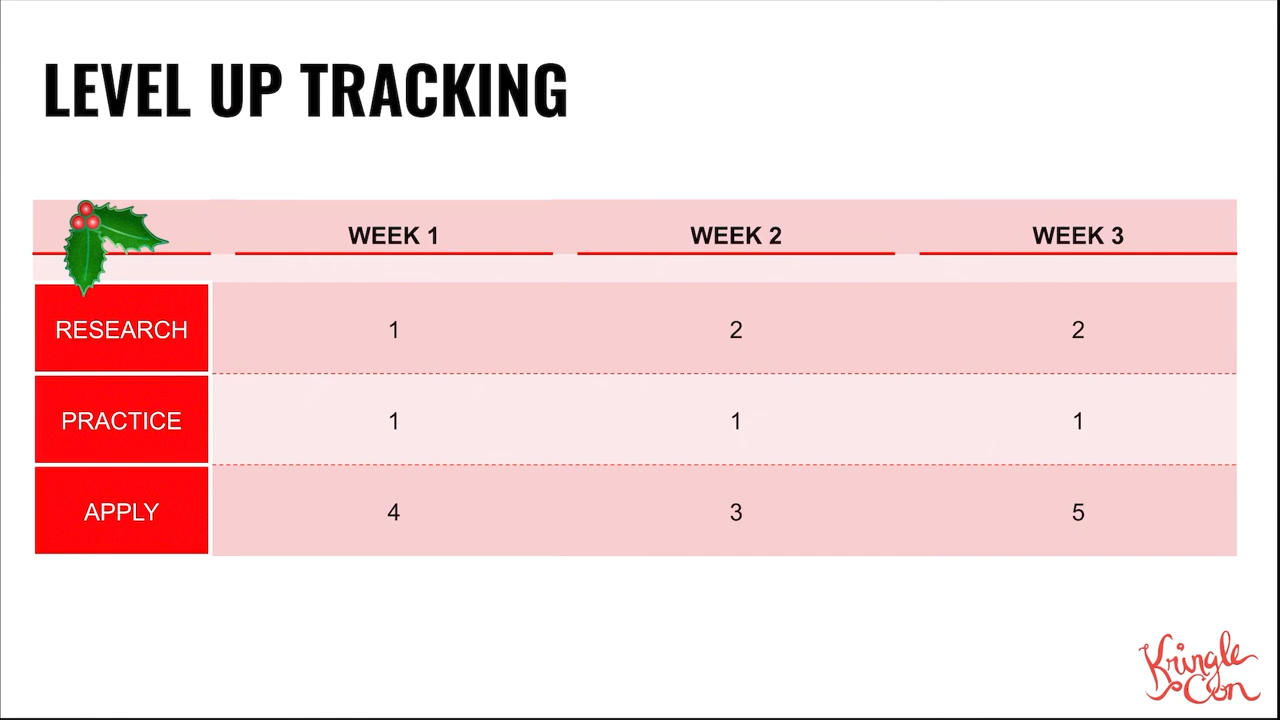 LEVEL UP TRACKING
WEEK 1 WEEK 2 WEEK 3
RESEARCH 1 2 2
PRACTICE 1 1 1
APPLY 4 3 5
Kringle
Con